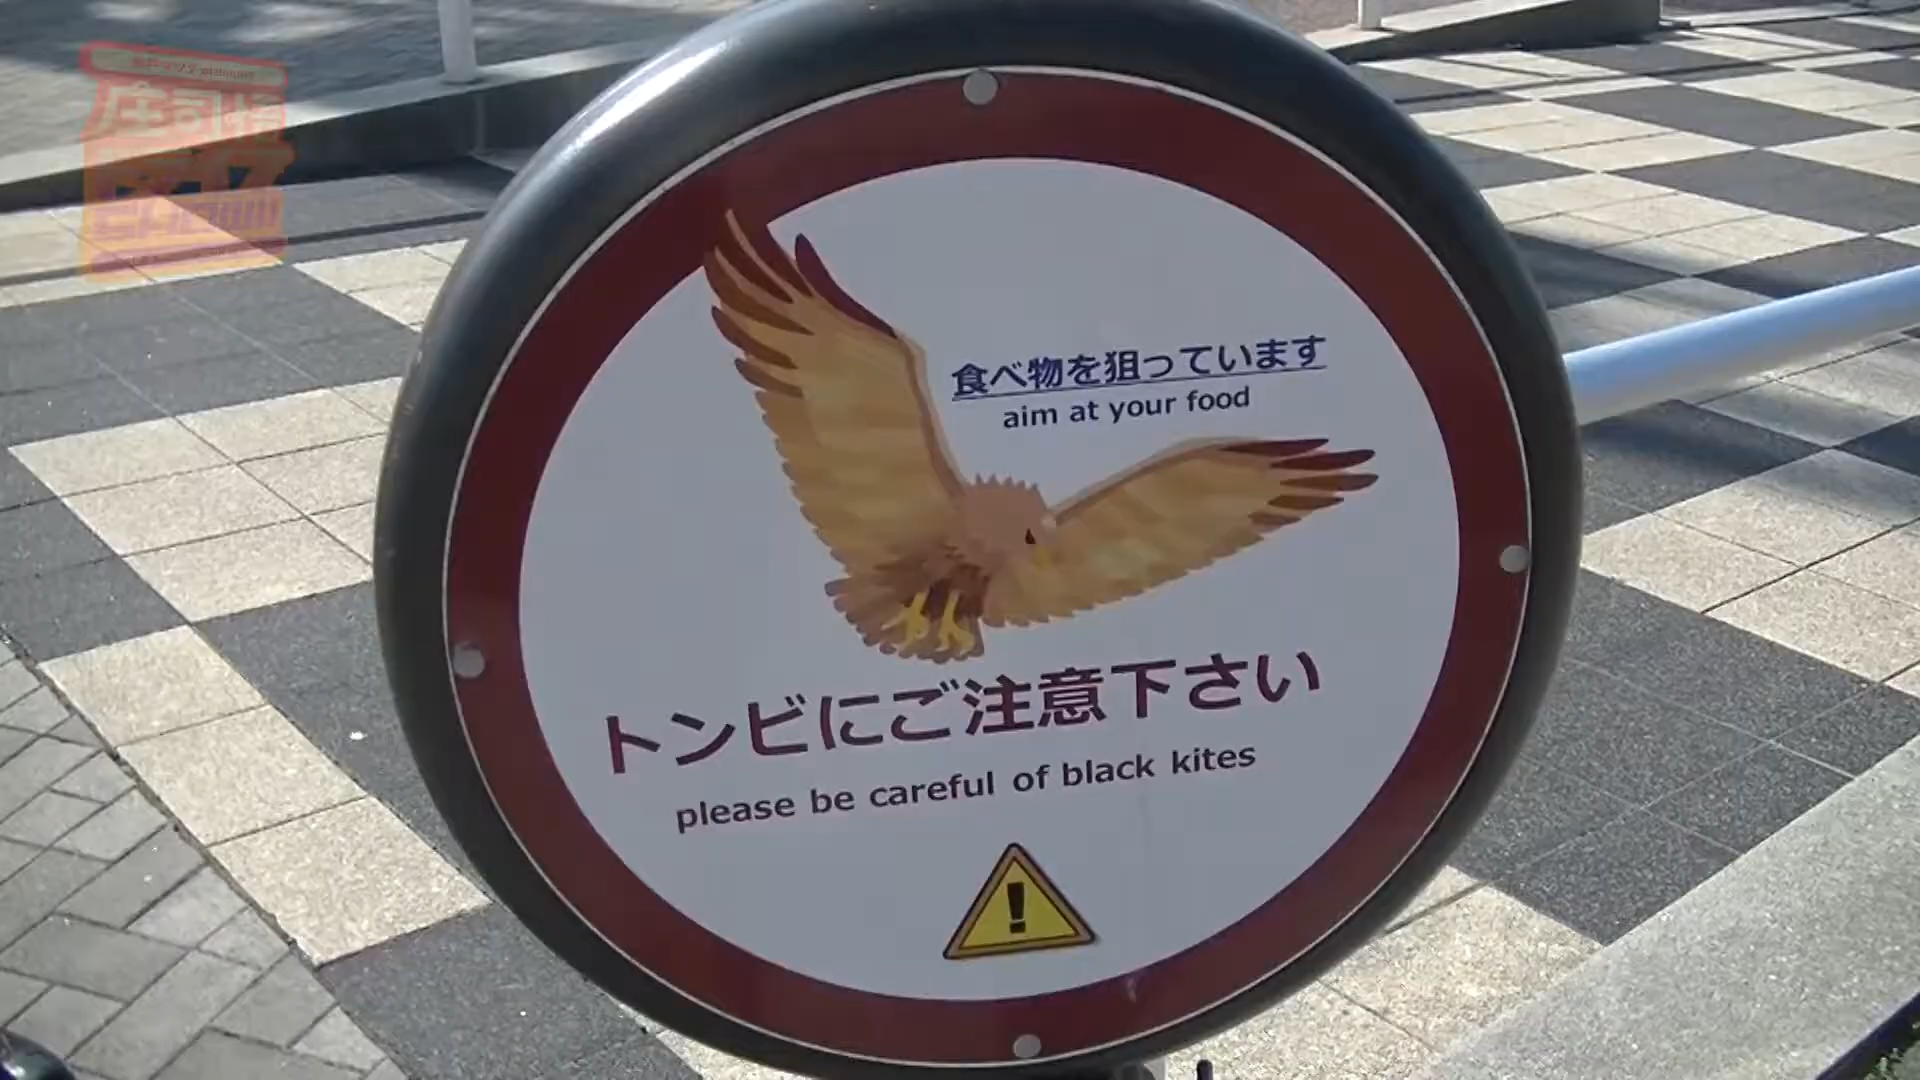 食べ物を狙っています
aim at your food
トンビにご注意下さい
please be careful of black kites
!